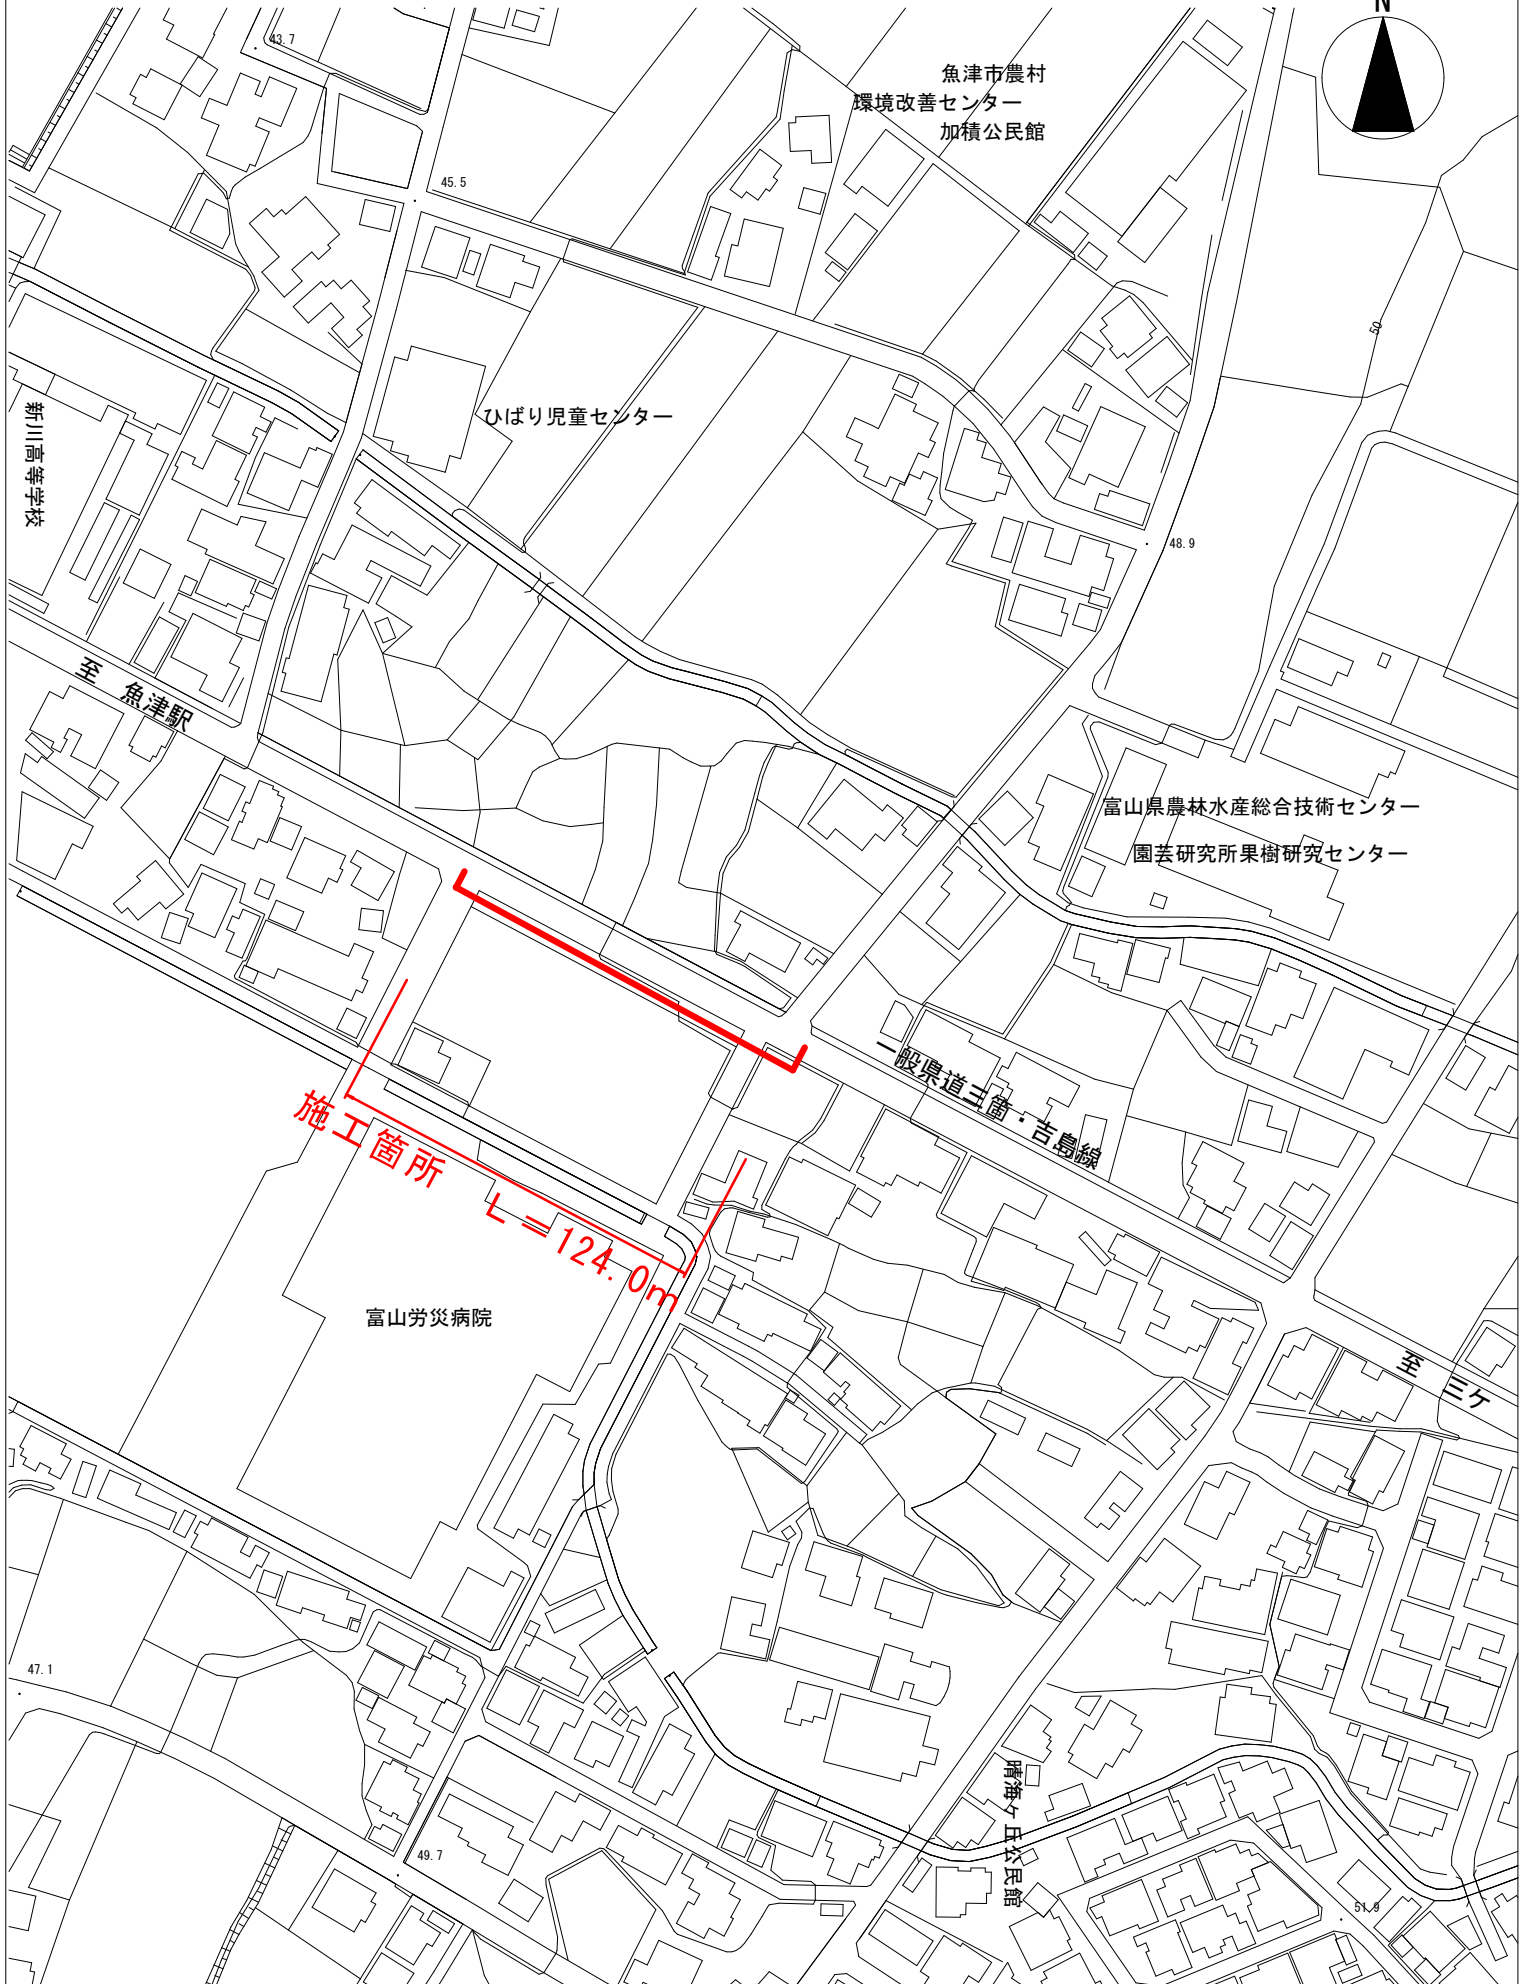 N
43.7
魚津市農村
環境改善センター
加積公民館
45.5
50
新川高等学校
ひばり児童センター
48.9
至 魚津駅
富山県農林水産総合技術センター
園芸研究所果樹研究センター
一般県道三箇・吉島線
施工箇所 L=124.0m
富山労災病院
至 三ケ
47.1
晴海ヶ丘公民館
49.7
51.9